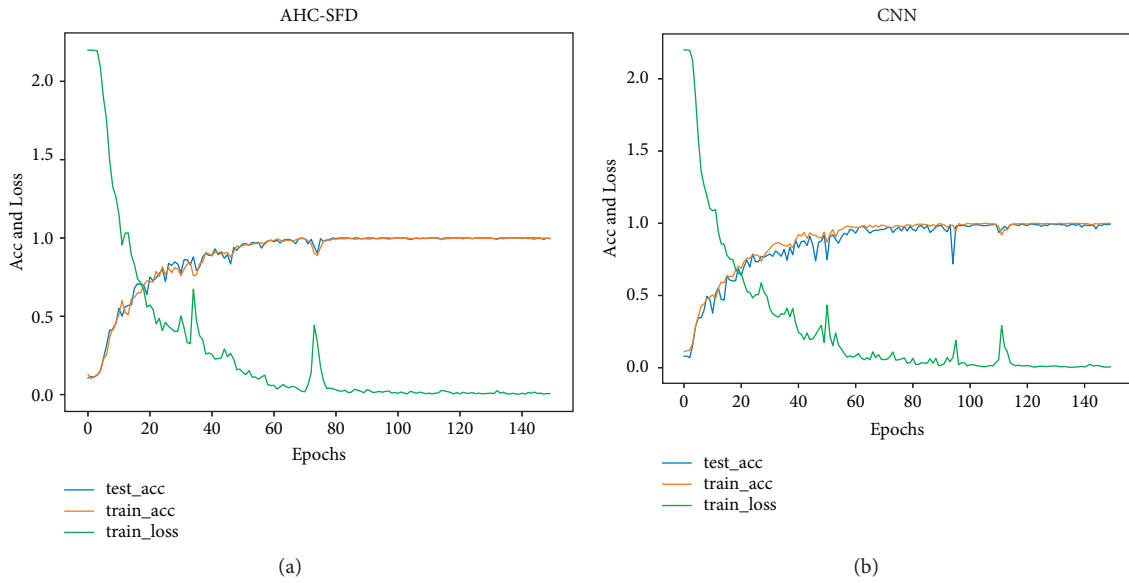 AHC-SFD
2.0
1.5
1.0
0.5
0.0
Acc and Loss
0 20 40 60 80 100 120 140
Epochs
test_acc
train_acc
train_loss
(a)
CNN
2.0
1.5
1.0
0.5
0.0
Acc and Loss
0 20 40 60 80 100 120 140
Epochs
test_acc
train_acc
train_loss
(b)